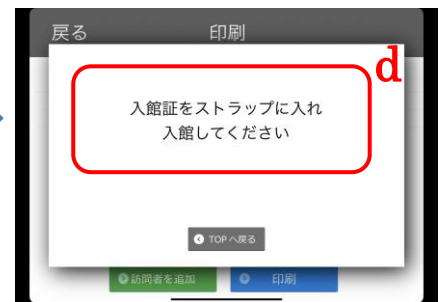 戻る 印刷
d
入館証をストラップに入れ
入館してください
TOPへ戻る
訪問者を追加 印刷